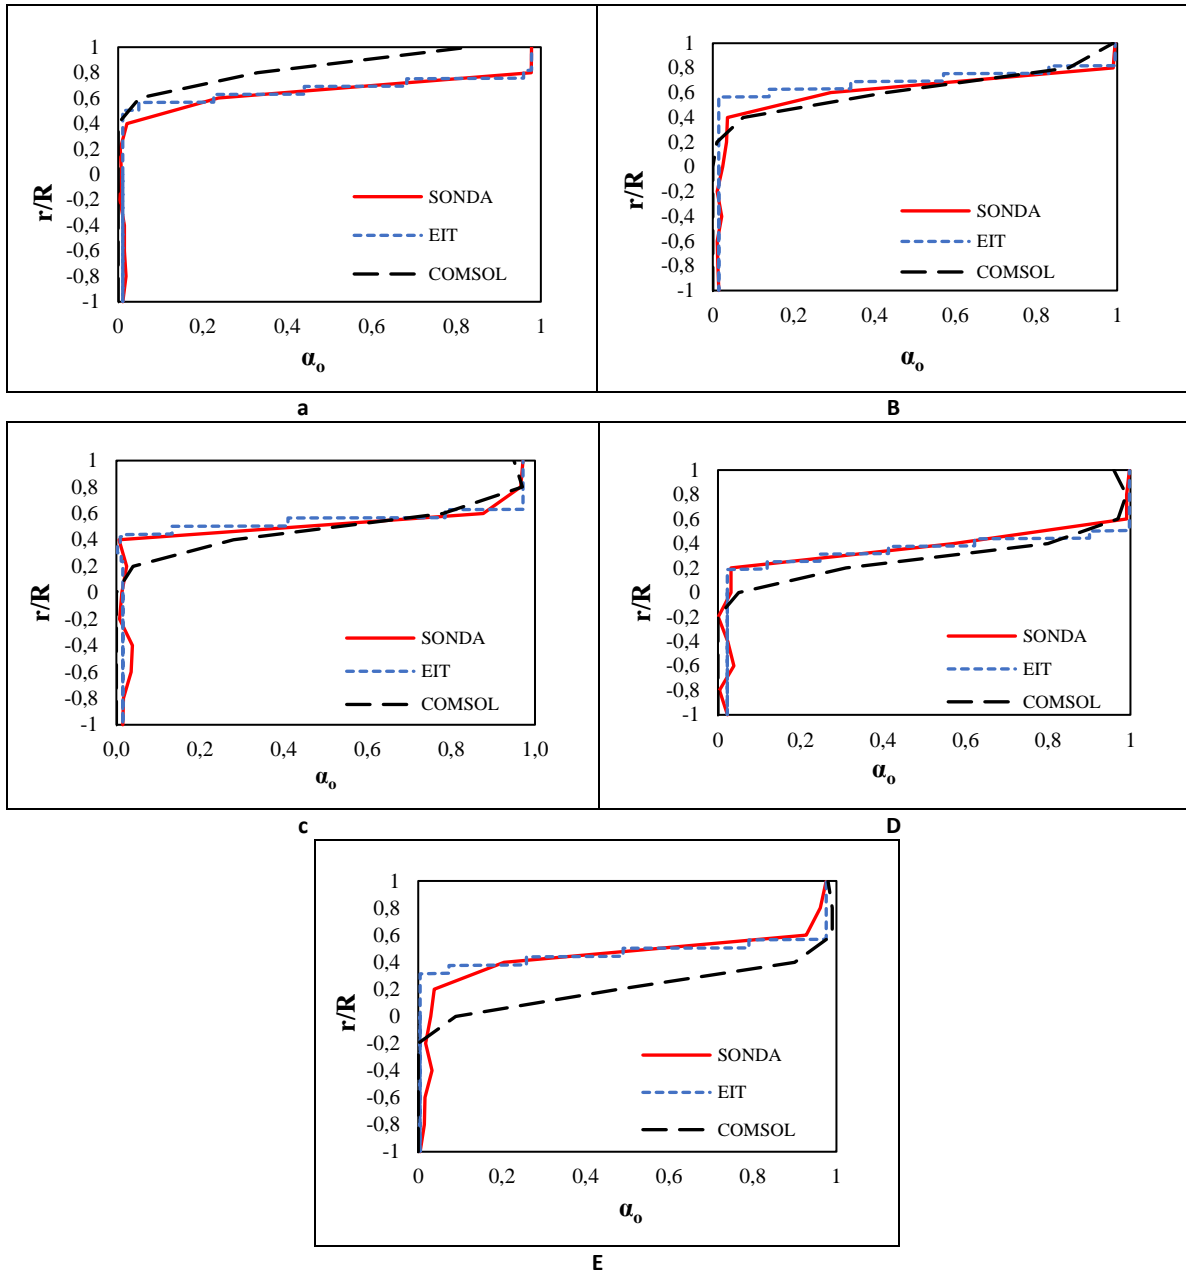 1
0,8
0,6
0,4
0,2
0
-0,2
-0,4
-0,6
-0,8
-1
r/R
SONDA
EIT
COMSOL
0 0,2 0,4 0,6 0,8 1
αo
a
1
0,8
0,6
0,4
0,2
0
-0,2
-0,4
-0,6
-0,8
-1
r/R
SONDA
EIT
COMSOL
0 0,2 0,4 0,6 0,8 1
αo
B
1
0,8
0,6
0,4
0,2
0
-0,2
-0,4
-0,6
-0,8
-1
r/R
SONDA
EIT
COMSOL
0,0 0,2 0,4 0,6 0,8 1,0
αo
c
1
0,8
0,6
0,4
0,2
0
-0,2
-0,4
-0,6
-0,8
-1
r/R
SONDA
EIT
COMSOL
0 0,2 0,4 0,6 0,8 1
αo
D
1
0,8
0,6
0,4
0,2
0
-0,2
-0,4
-0,6
-0,8
-1
r/R
SONDA
EIT
COMSOL
0 0,2 0,4 0,6 0,8 1
αo
E